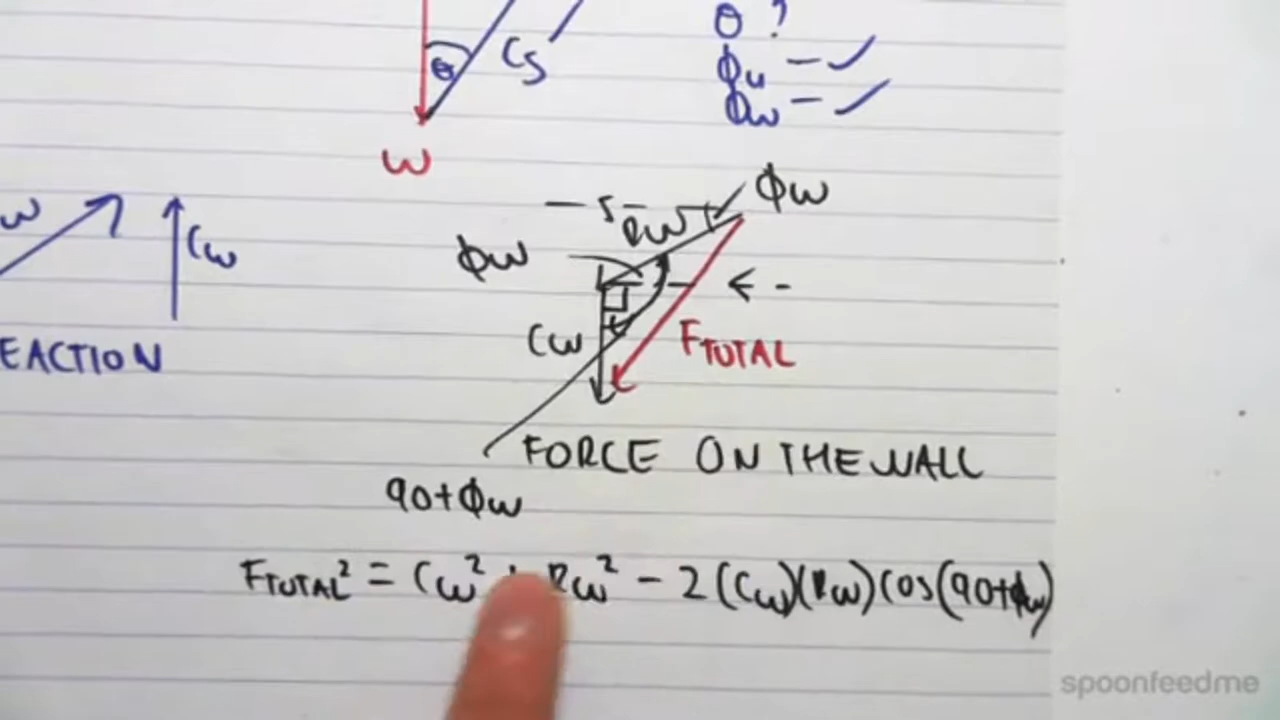 θ ?
θ Cs
ϕu - ✓
ϕw - ✓
W
ϕw
Rw
w Cw
ϕw
← -
Cw
FTOTAL
EACTION
FORCE ON THE WALL
90+ϕw
FTOTAL² = Cw² + Rw² - 2(Cw)(Rw)cos(90+ϕw)
spoonfeedme